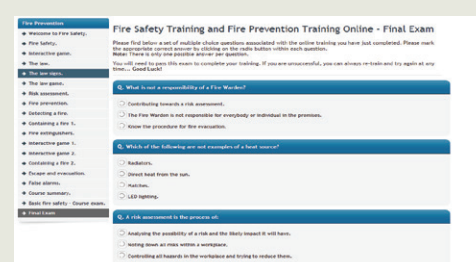 Fire Prevention
Welcome to Fire Safety.
Fire Safety.
Interactive game.
The law.
The law signs.
The law game.
Risk assessment.
Fire prevention.
Detecting a fire.
Containing a fire 1.
Fire extinguishers.
Interactive game 1.
Interactive game 2.
Containing a fire 2.
Escape and evacuation.
False alarms.
Course summary.
Basic fire safety - Course exam.
Final Exam
Fire Safety Training and Fire Prevention Training Online - Final Exam
Please find below a set of multiple choice questions associated with the online training you have just completed. Please mark
the appropriate correct answer by sticking on the radio button within each question.
Note: There is only one possible answer per question.
You will need to pass this exam to complete your training. If you are unsuccessful, you can always re-train and try again at any
time... Good Luck!
Q. What is not a responsibility of a Fire Warden?
Contributing towards a risk assessment.
The Fire Warden is not responsible for everybody or individual in the premises.
Know the procedure for fire evacuation.
Q. Which of the following are not examples of a heat source?
Radiators.
Direct heat from the sun.
Matches.
LED lighting.
Q. A risk assessment is the process of:
Analysing the possibility of a risk and the likely impact it will have.
Noting down all risks within a workplace.
Controlling all hazards in the workplace and trying to reduce them.